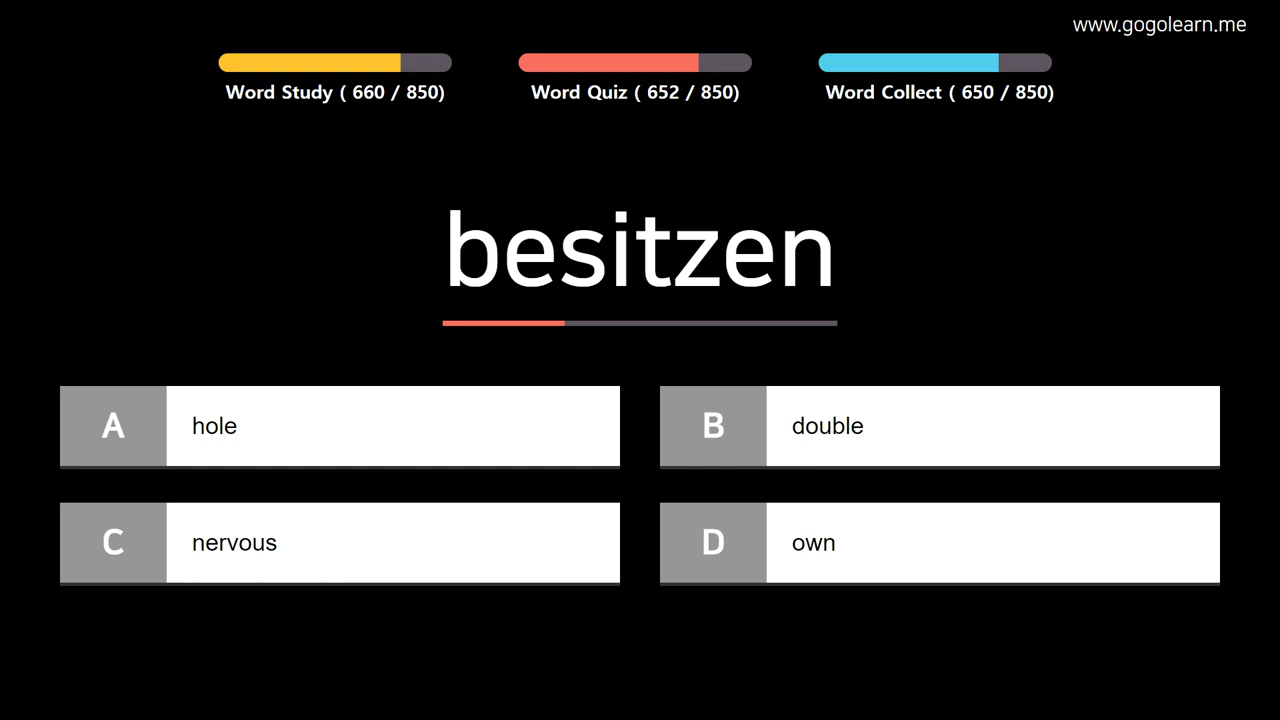 www.gogolearn.me
Word Study ( 660 / 850)
Word Quiz ( 652 / 850)
Word Collect ( 650 / 850)
besitzen
A hole
B double
C nervous
D own